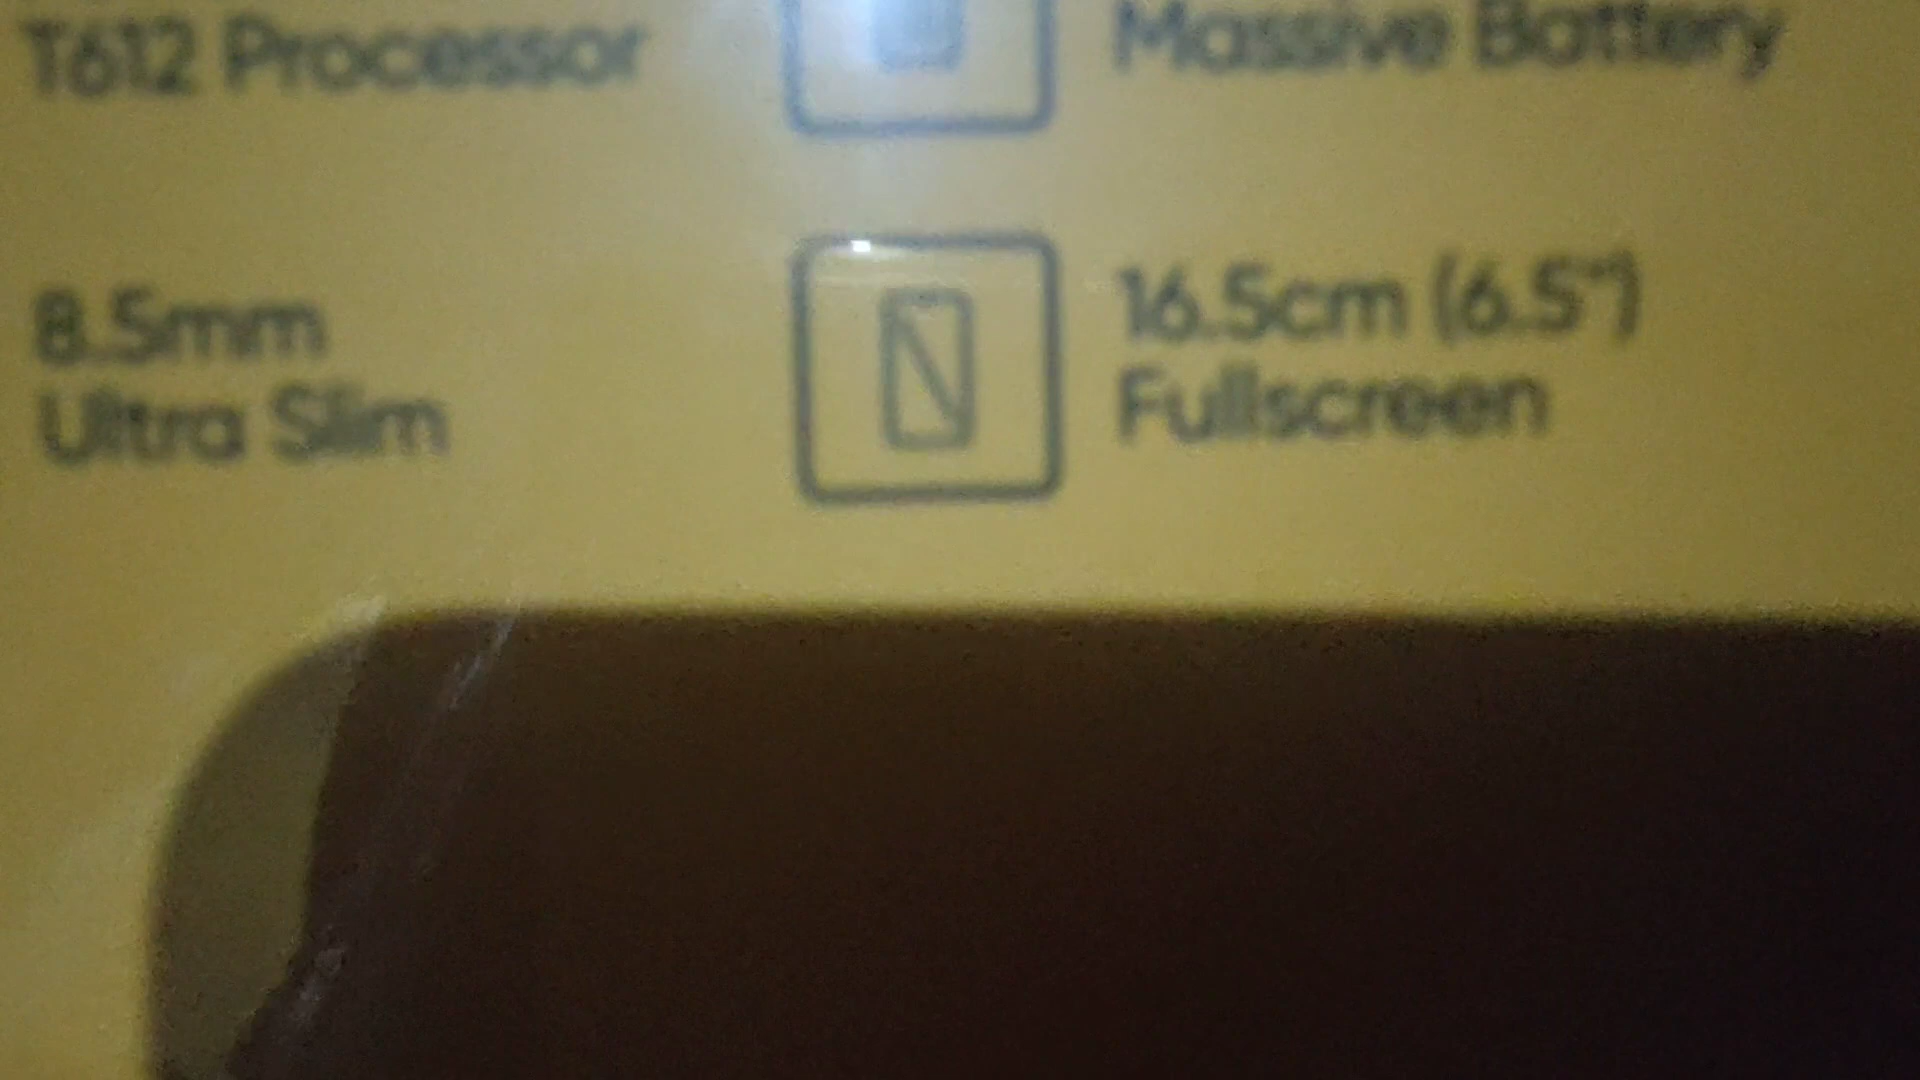 T612 Processor
Massive Battery
8.5mm
Ultra Slim
16.5cm (6.5")
Fullscreen